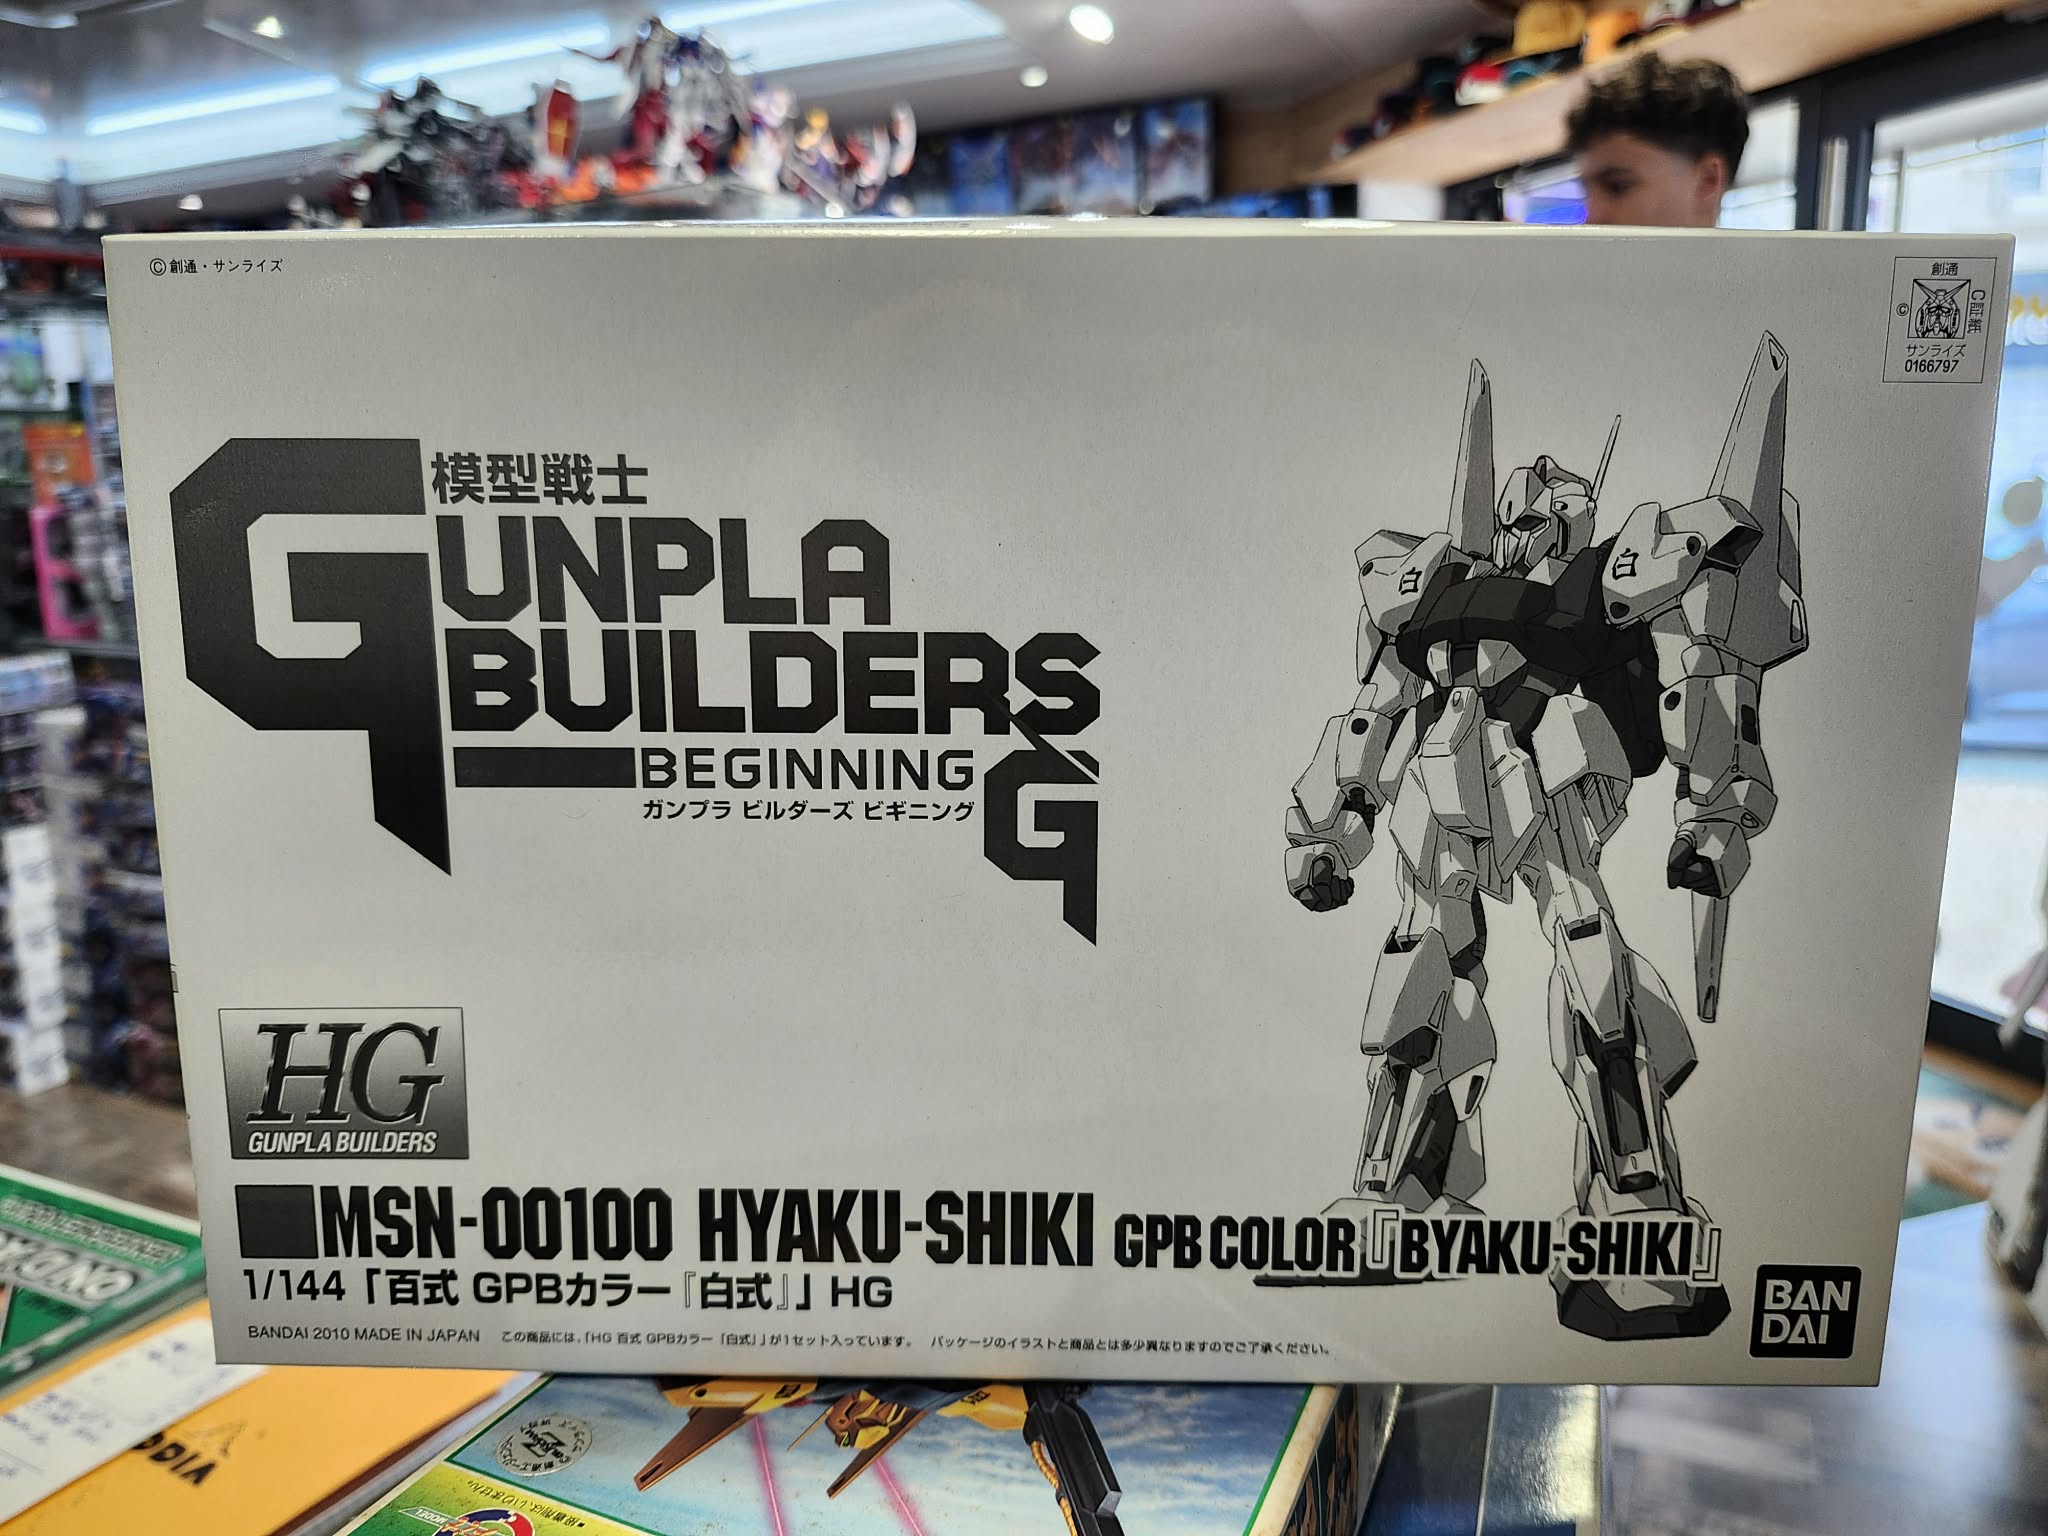 ©創通・サンライズ
創通
©
C
証紙
サンライズ
0166797
模型戦士
GUNPLA
BUILDERS
BEGINNING
G
ガンプラ ビルダーズ ビギニング
白
白
HG
GUNPLA BUILDERS
MSN-00100 HYAKU-SHIKI GPB COLOR『BYAKU-SHIKI』
1/144「百式 GPBカラー『白式』」HG
BANDAI 2010 MADE IN JAPAN この商品には、「HG 百式 GPBカラー「白式」」が1セット入っています。 パッケージのイラストと商品とは多少異なりますのでご了承ください。
BAN
DAI